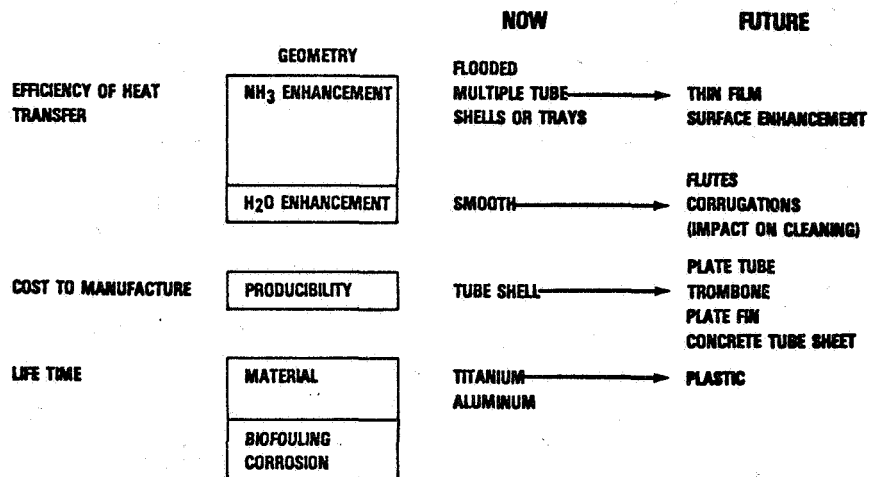 NOW FUTURE
GEOMETRY
EFFICIENCY OF HEAT
TRANSFER
NH3 ENHANCEMENT
FLOODED
MULTIPLE TUBE
SHELLS OR TRAYS
THIN FILM
SURFACE ENHANCEMENT
H2O ENHANCEMENT
SMOOTH
FLUTES
CORRUGATIONS
(IMPACT ON CLEANING)
COST TO MANUFACTURE
PRODUCIBILITY
TUBE SHELL
PLATE TUBE
TROMBONE
PLATE FIN
CONCRETE TUBE SHEET
LIFE TIME
MATERIAL
TITANIUM
ALUMINUM
PLASTIC
BIOFOULING
CORROSION